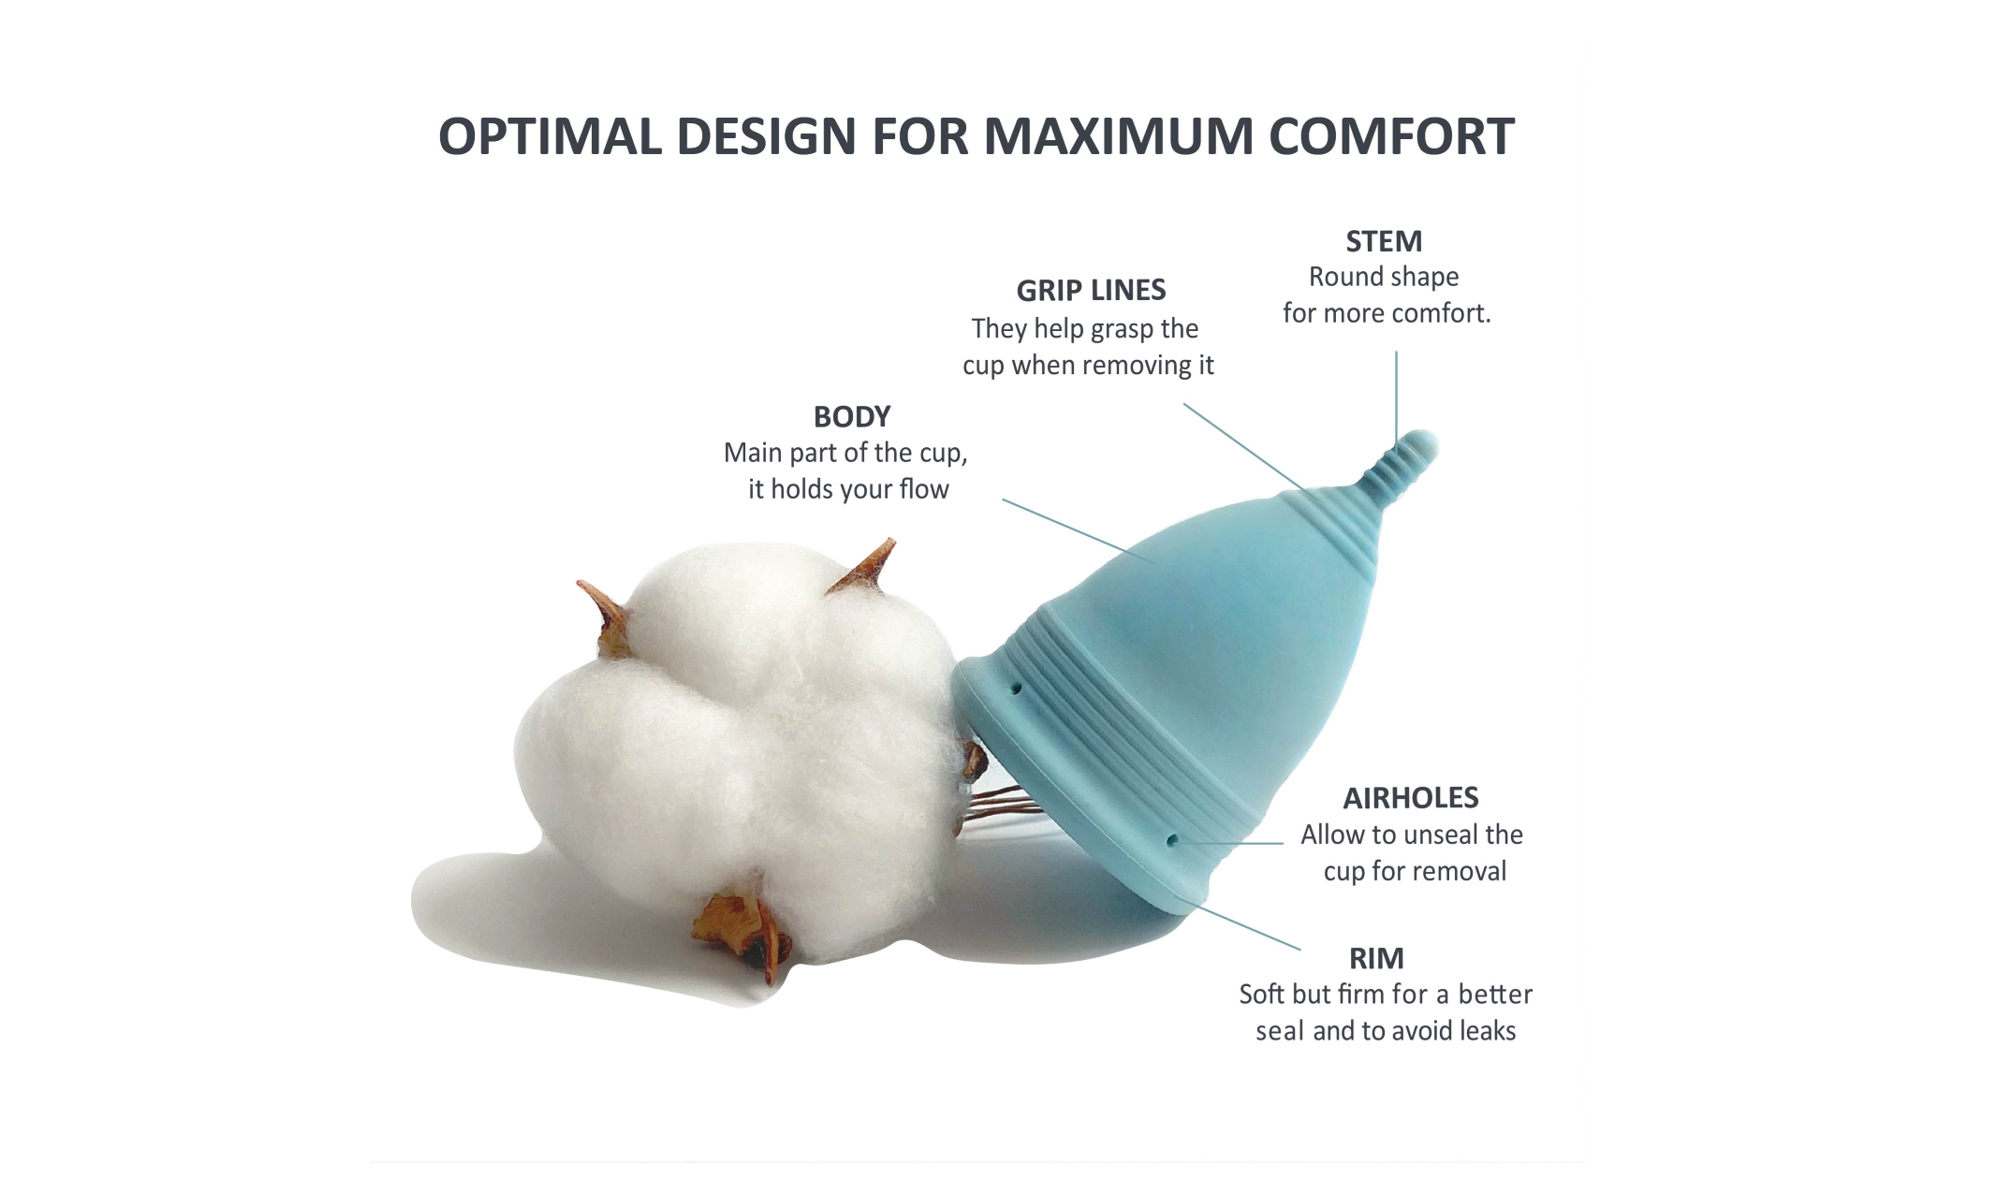 OPTIMAL DESIGN FOR MAXIMUM COMFORT
STEM
Round shape
for more comfort.
GRIP LINES
They help grasp the
cup when removing it
BODY
Main part of the cup,
it holds your flow
AIRHOLES
Allow to unseal the
cup for removal
RIM
Soft but firm for a better
seal and to avoid leaks